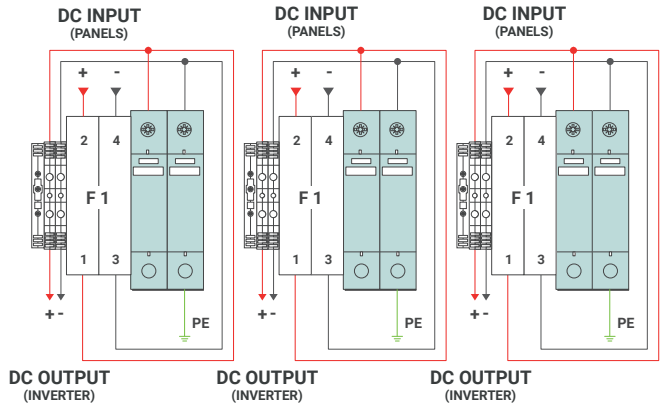 DC INPUT
(PANELS)
+ -
2 4
F 1
1 3
+ -
PE
DC OUTPUT
(INVERTER)
DC INPUT
(PANELS)
+ -
2 4
F 1
1 3
+ -
PE
DC OUTPUT
(INVERTER)
DC INPUT
(PANELS)
+ -
2 4
F 1
1 3
+ -
PE
DC OUTPUT
(INVERTER)